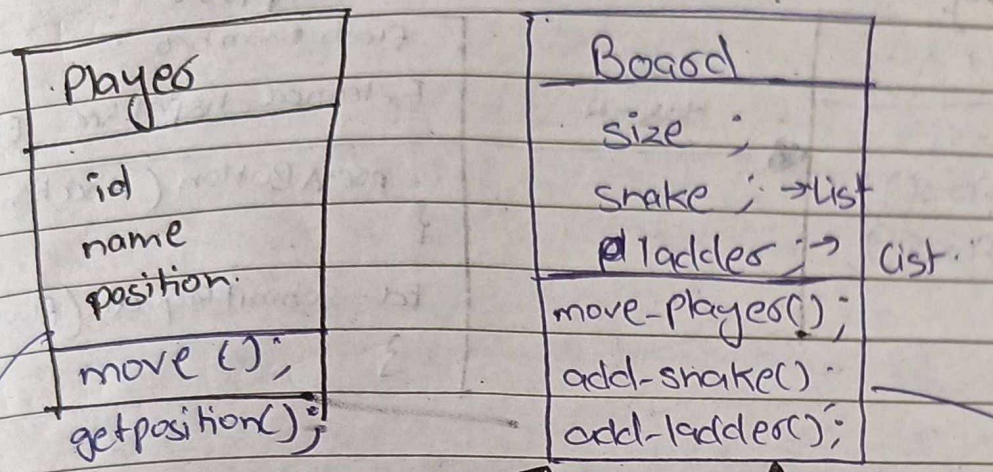 Player
id
name
position.
move();
getposition();
Board
size ;
snake ; →List
ladder ; → List.
move-player();
add-snake()
add-ladder();